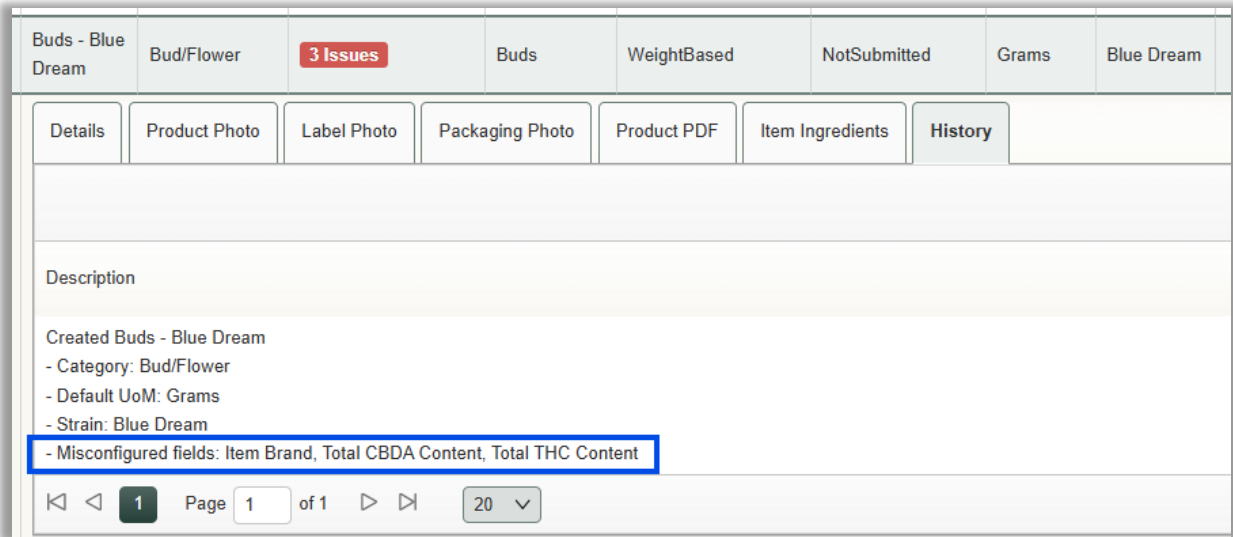 Buds - Blue Dream Bud/Flower 3 Issues Buds WeightBased NotSubmitted Grams Blue Dream
Details Product Photo Label Photo Packaging Photo Product PDF Item Ingredients History
Description
Created Buds - Blue Dream
- Category: Bud/Flower
- Default UoM: Grams
- Strain: Blue Dream
- Misconfigured fields: Item Brand, Total CBDA Content, Total THC Content
1 Page 1 of 1 20